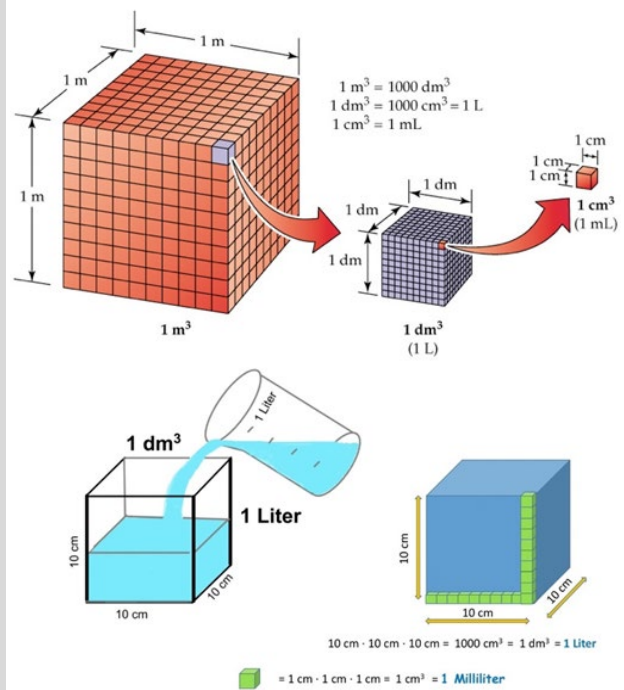 1 m
1 m
1 m
1 m³ = 1000 dm³
1 dm³ = 1000 cm³ = 1 L
1 cm³ = 1 mL
1 m³
1 dm
1 dm
1 dm
1 dm³
(1 L)
1 cm
1 cm
1 cm
1 cm³
(1 mL)
1 dm³
1 Liter
1 Liter
10 cm
10 cm
10 cm
10 cm
10 cm
10 cm
10 cm · 10 cm · 10 cm = 1000 cm³ = 1 dm³ = 1 Liter
= 1 cm · 1 cm · 1 cm = 1 cm³ = 1 Milliliter